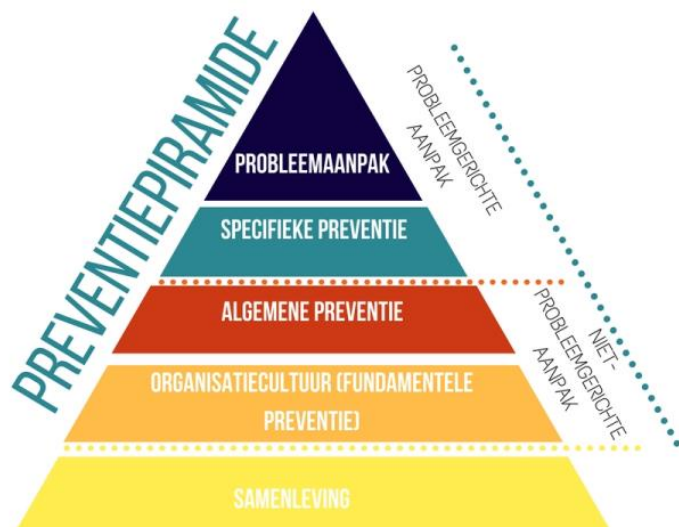 PREVENTIEPIRAMIDE
PROBLEEMAANPAK
PROBLEEMGERICHTE
AANPAK
SPECIFIEKE PREVENTIE
ALGEMENE PREVENTIE
NIET-
PROBLEEMGERICHTE
AANPAK
ORGANISATIECULTUUR (FUNDAMENTELE
PREVENTIE)
SAMENLEVING